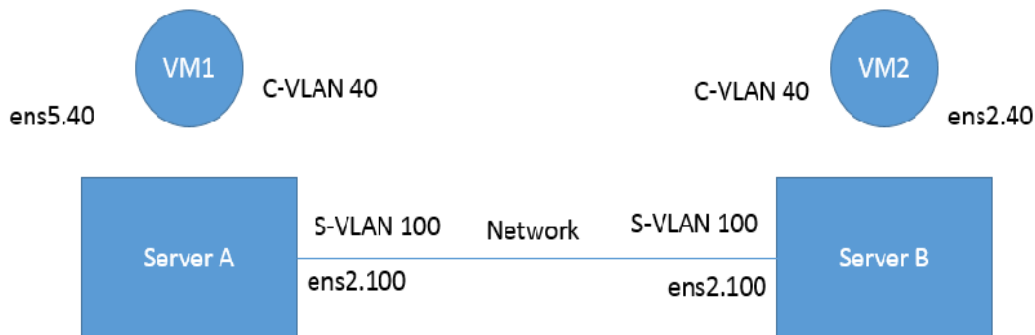 VM1
C-VLAN 40
ens5.40
VM2
C-VLAN 40
ens2.40
Server A
S-VLAN 100
ens2.100
Network
S-VLAN 100
ens2.100
Server B